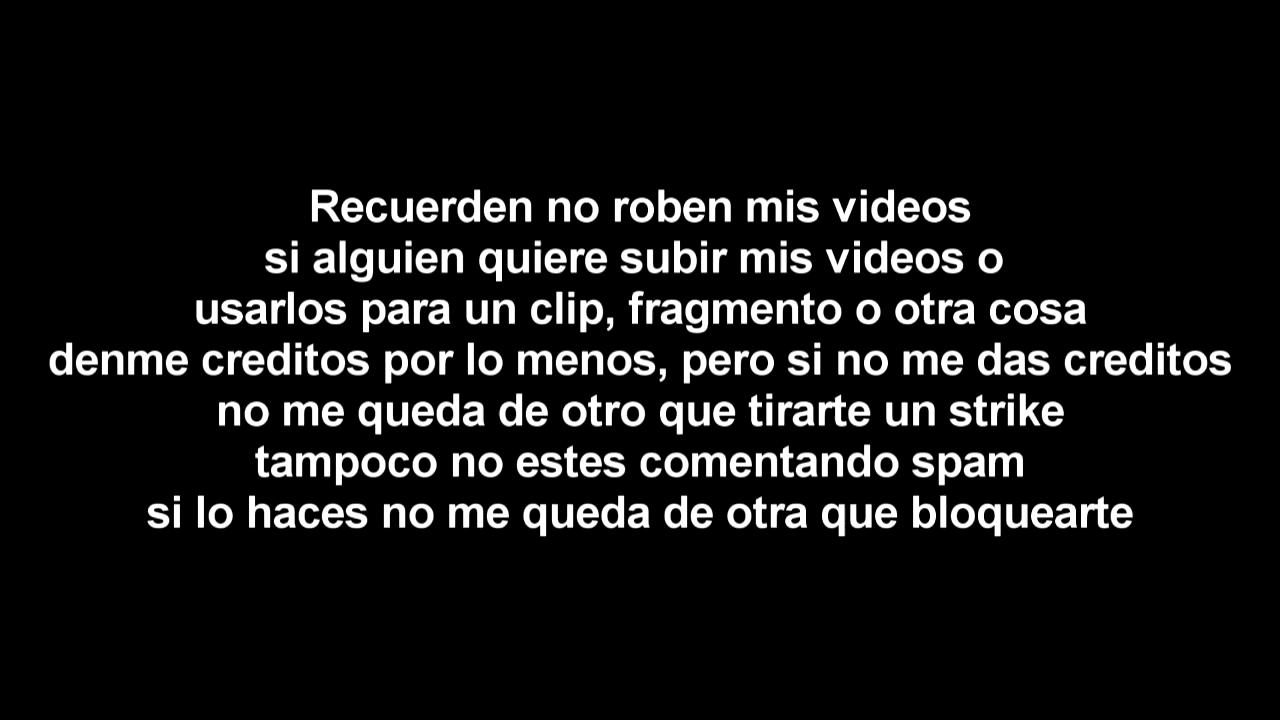 Recuerden no roben mis videos
si alguien quiere subir mis videos o
usarlos para un clip, fragmento o otra cosa
denme creditos por lo menos, pero si no me das creditos
no me queda de otro que tirarte un strike
tampoco no estes comentando spam
si lo haces no me queda de otra que bloquearte